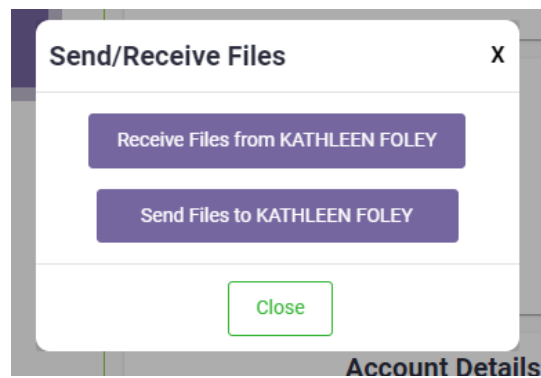 Send/Receive Files X
Receive Files from KATHLEEN FOLEY
Send Files to KATHLEEN FOLEY
Close
Account Details